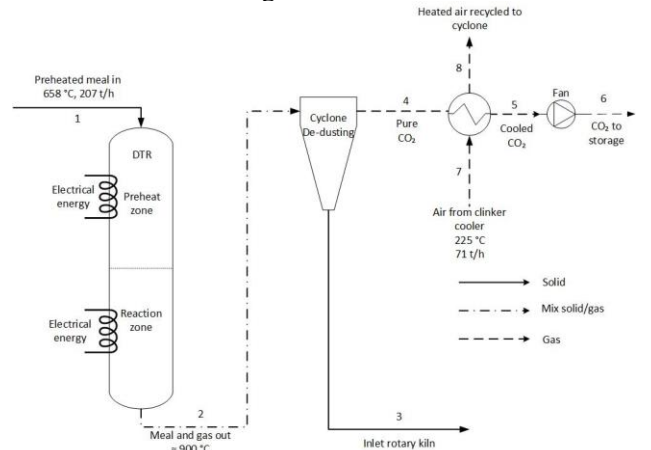 Heated air recycled to
cyclone
Preheated meal in
658 °C, 207 t/h
1
8
4
5
Fan
6
DTR
Cyclone
De-dusting
Pure
CO₂
Cooled
CO₂
CO₂ to
storage
7
Electrical
energy
Preheat
zone
Air from clinker
cooler
225 °C
71 t/h
Solid
Mix solid/gas
Gas
Electrical
energy
Reaction
zone
2
3
Meal and gas out
≈ 900 °C
Inlet rotary kiln